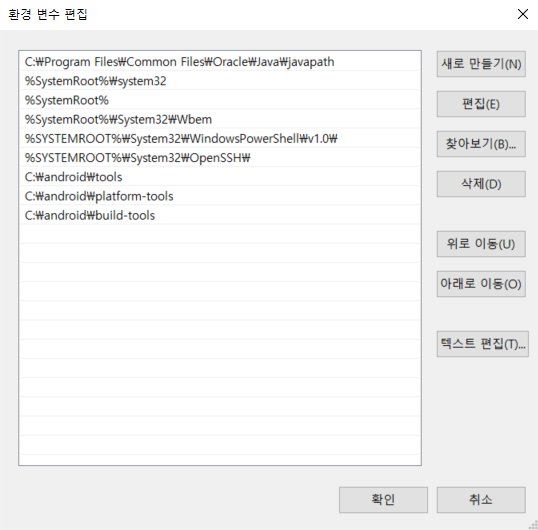 환경 변수 편집
C:₩Program Files₩Common Files₩Oracle₩Java₩javapath
%SystemRoot%₩system32
%SystemRoot%
%SystemRoot%₩System32₩Wbem
%SYSTEMROOT%₩System32₩WindowsPowerShell₩v1.0₩
%SYSTEMROOT%₩System32₩OpenSSH₩
C:₩android₩tools
C:₩android₩platform-tools
C:₩android₩build-tools
새로 만들기(N)
편집(E)
찾아보기(B)...
삭제(D)
위로 이동(U)
아래로 이동(O)
텍스트 편집(T)...
확인
취소